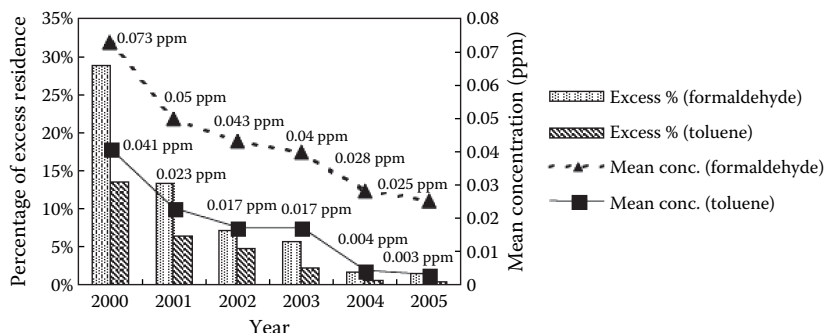 35%
30%
25%
20%
15%
10%
5%
0%
Percentage of excess residence
0.073 ppm
0.05 ppm
0.043 ppm
0.04 ppm
0.028 ppm
0.025 ppm
0.041 ppm
0.023 ppm
0.017 ppm
0.017 ppm
0.004 ppm
0.003 ppm
0.08
0.07
0.06
0.05
0.04
0.03
0.02
0.01
0
Mean concentration (ppm)
2000 2001 2002 2003 2004 2005
Year
Excess % (formaldehyde)
Excess % (toluene)
Mean conc. (formaldehyde)
Mean conc. (toluene)